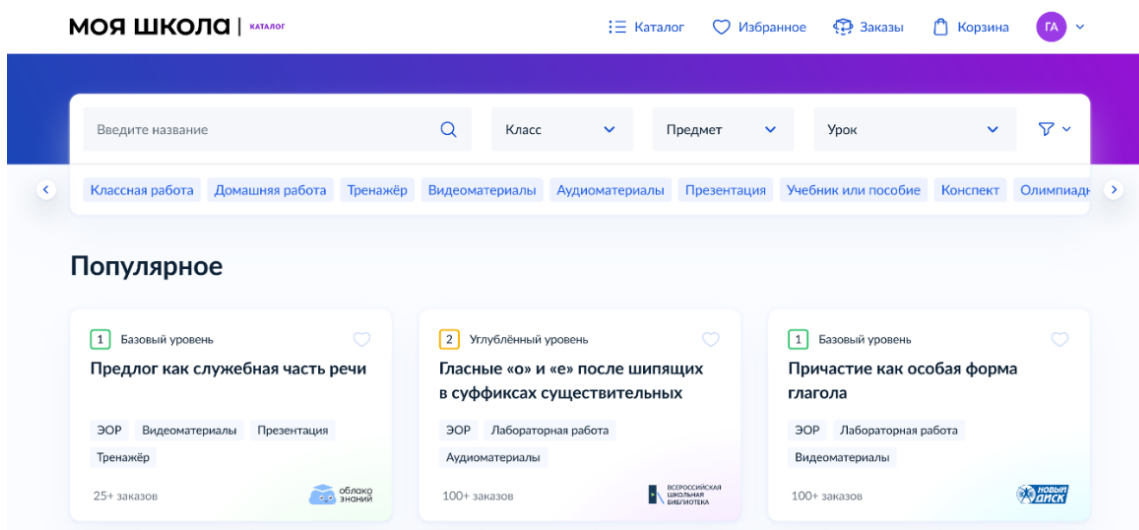 МОЯ ШКОЛА | КАТАЛОГ
Каталог Избранное Заказы Корзина ГА
Введите название Класс Предмет Урок
Классная работа Домашняя работа Тренажёр Видеоматериалы Аудиоматериалы Презентация Учебник или пособие Конспект Олимпиадн
Популярное
1 Базовый уровень
Предлог как служебная часть речи
ЭОР Видеоматериалы Презентация
Тренажёр
25+ заказов
облако
знаний
2 Углублённый уровень
Гласные «о» и «е» после шипящих
в суффиксах существительных
ЭОР Лабораторная работа
Аудиоматериалы
100+ заказов
ВСЕРОССИЙСКАЯ
ШКОЛЬНАЯ
БИБЛИОТЕКА
1 Базовый уровень
Причастие как особая форма
глагола
ЭОР Лабораторная работа
Видеоматериалы
100+ заказов
НОВЫЙ
ДИСК